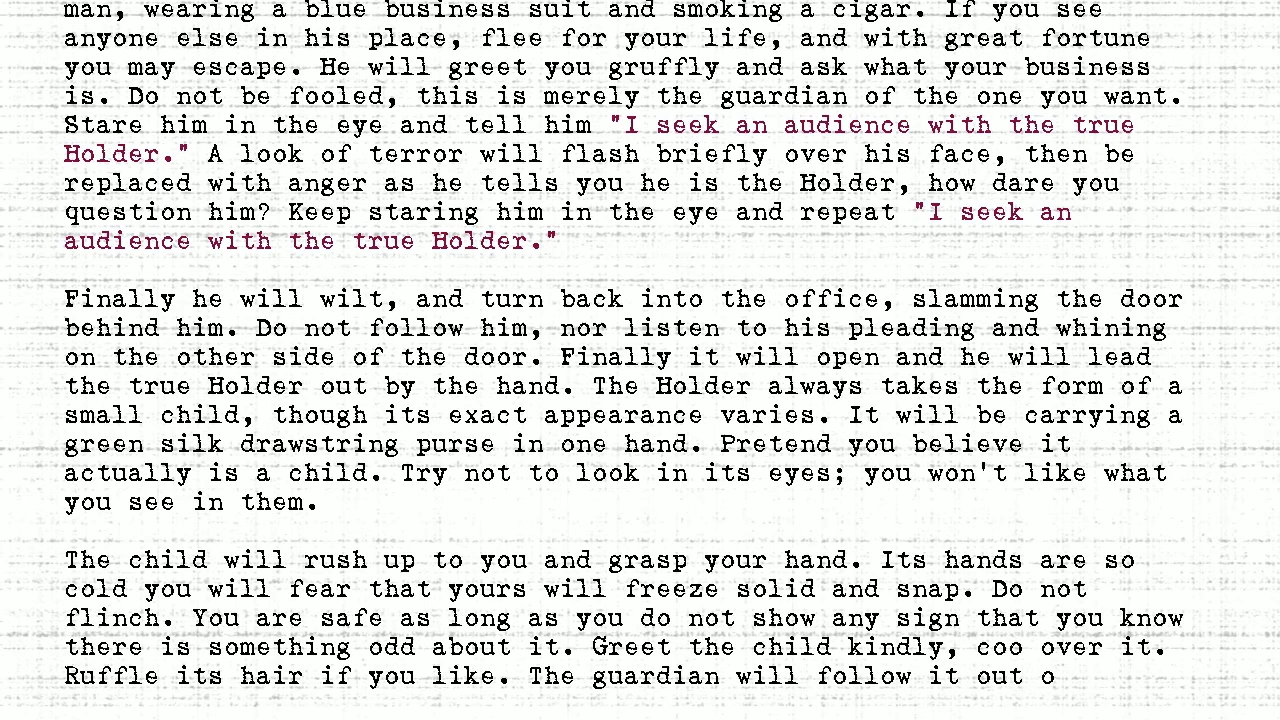 man, wearing a blue business suit and smoking a cigar. If you see
anyone else in his place, flee for your life, and with great fortune
you may escape. He will greet you gruffly and ask what your business
is. Do not be fooled, this is merely the guardian of the one you want.
Stare him in the eye and tell him "I seek an audience with the true
Holder." A look of terror will flash briefly over his face, then be
replaced with anger as he tells you he is the Holder, how dare you
question him? Keep staring him in the eye and repeat "I seek an
audience with the true Holder."
Finally he will wilt, and turn back into the office, slamming the door
behind him. Do not follow him, nor listen to his pleading and whining
on the other side of the door. Finally it will open and he will lead
the true Holder out by the hand. The Holder always takes the form of a
small child, though its exact appearance varies. It will be carrying a
green silk drawstring purse in one hand. Pretend you believe it
actually is a child. Try not to look in its eyes; you won't like what
you see in them.
The child will rush up to you and grasp your hand. Its hands are so
cold you will fear that yours will freeze solid and snap. Do not
flinch. You are safe as long as you do not show any sign that you know
there is something odd about it. Greet the child kindly, coo over it.
Ruffle its hair if you like. The guardian will follow it out o